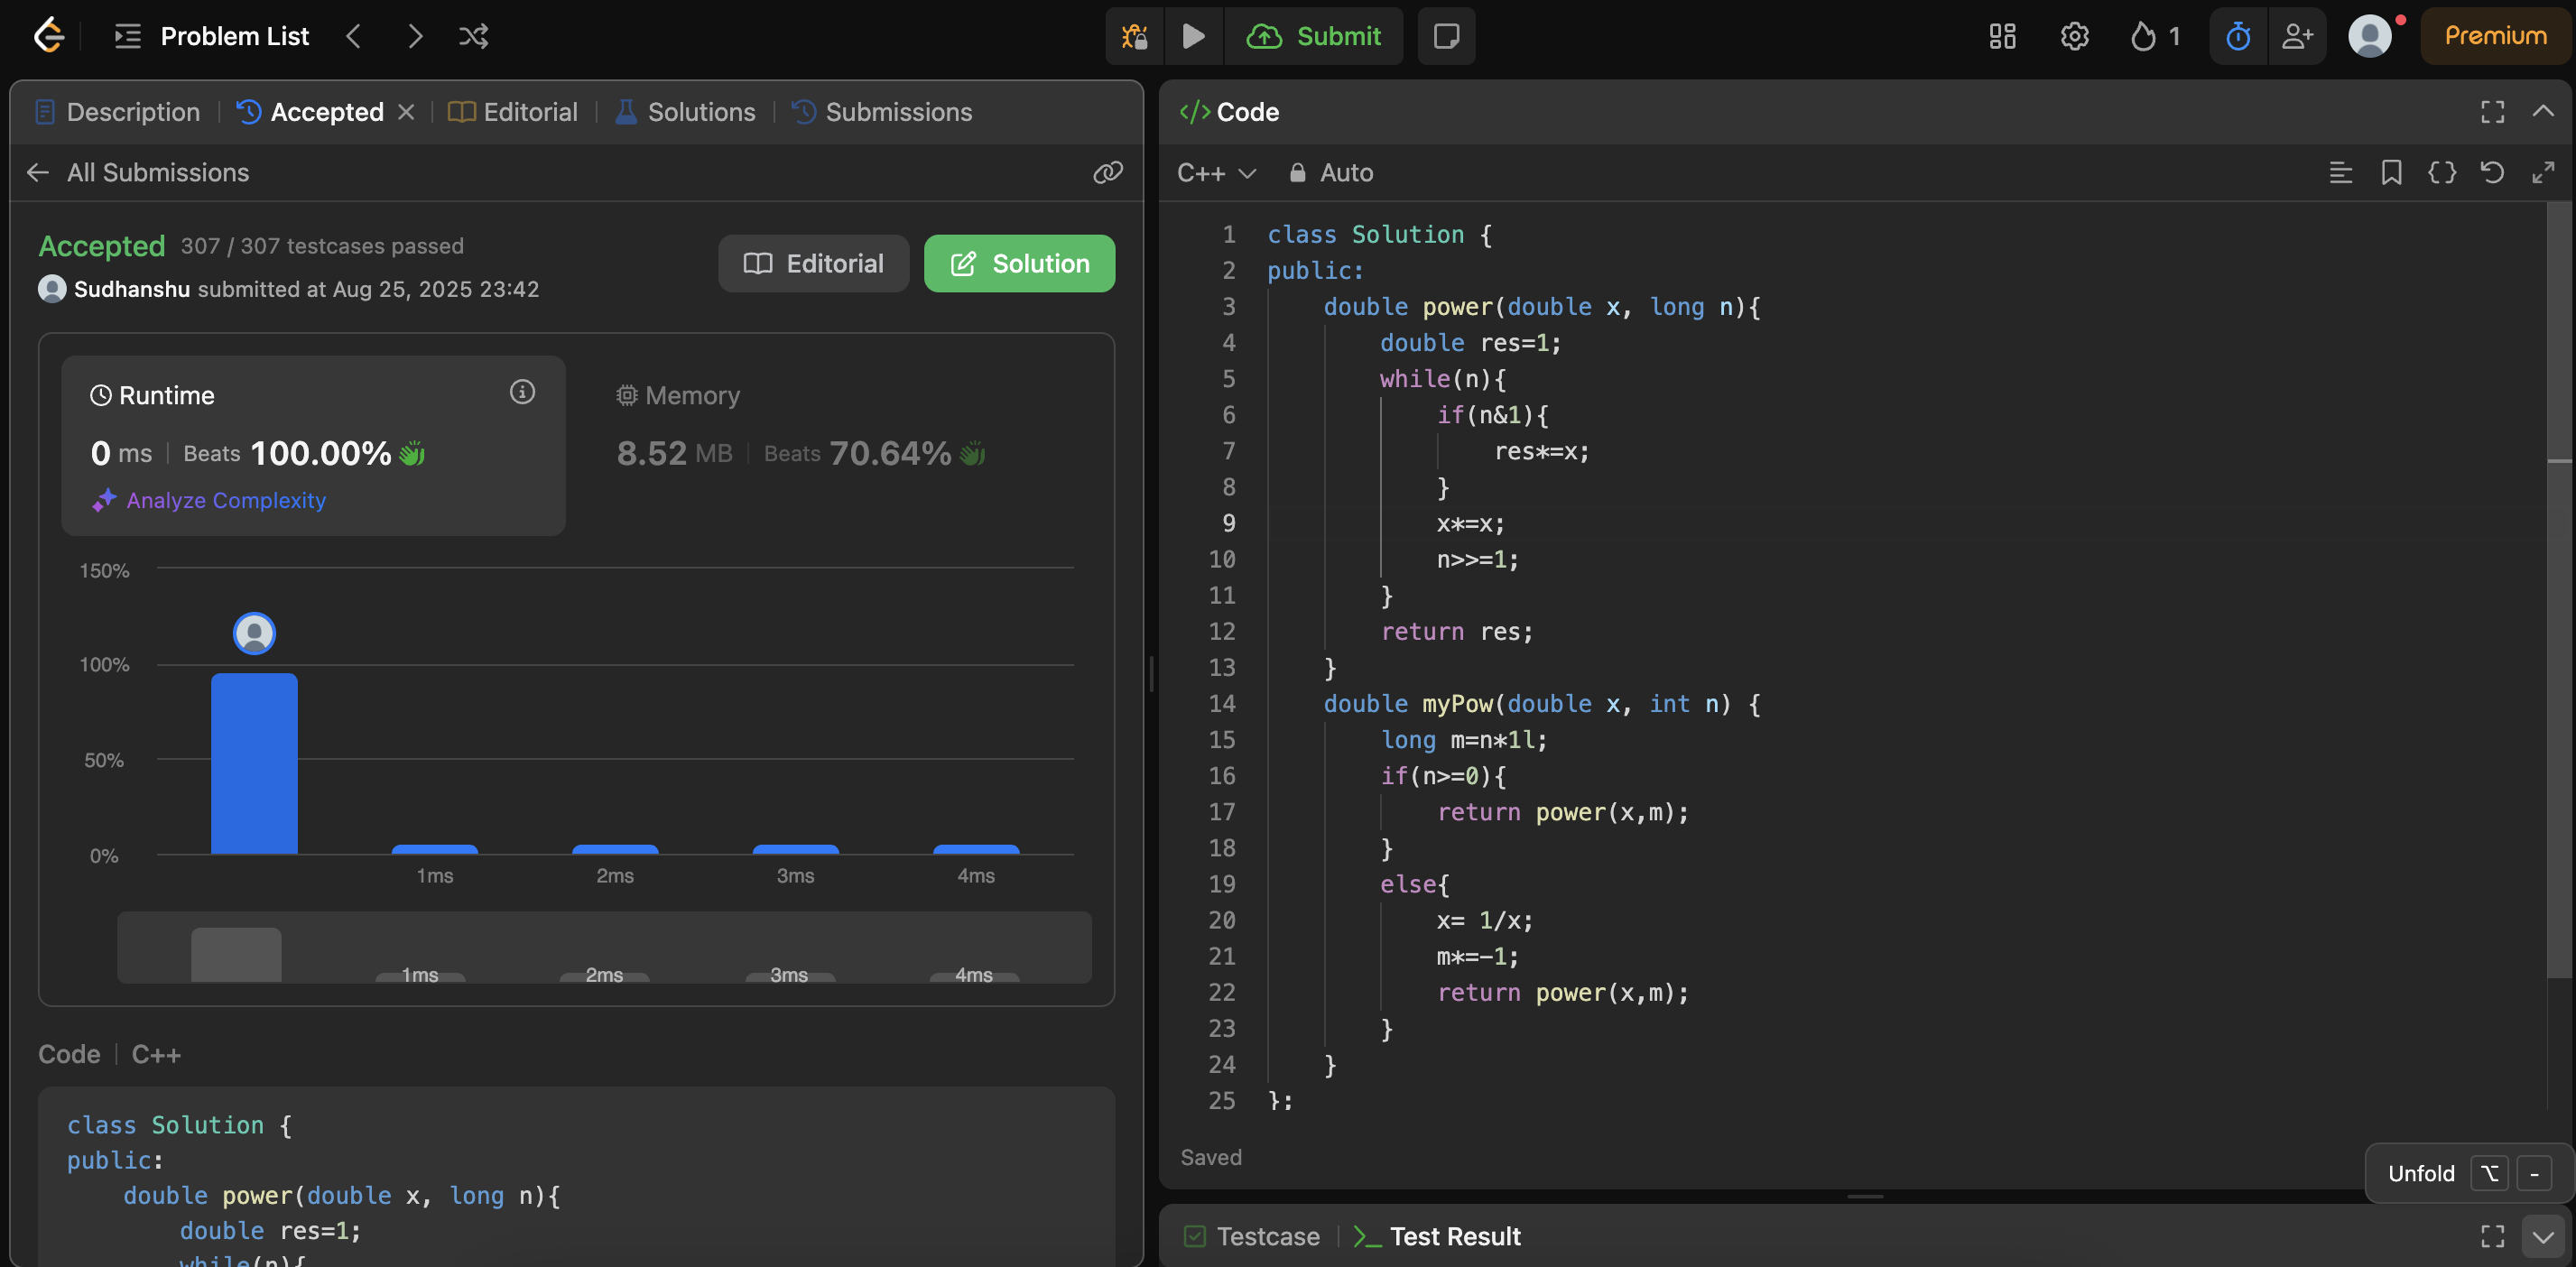 Problem List
Submit
1
Premium
Description
Accepted
Editorial
Solutions
Submissions
All Submissions
Accepted 307 / 307 testcases passed
Sudhanshu submitted at Aug 25, 2025 23:42
Editorial
Solution
Runtime
0 ms | Beats 100.00%
Analyze Complexity
Memory
8.52 MB | Beats 70.64%
150%
100%
50%
0%
1ms 2ms 3ms 4ms
1ms 2ms 3ms 4ms
Code | C++
class Solution {
public:
    double power(double x, long n){
        double res=1;
        while(n){
</> Code
C++
Auto
1 class Solution {
2 public:
3     double power(double x, long n){
4         double res=1;
5         while(n){
6             if(n&1){
7                 res*=x;
8             }
9             x*=x;
10             n>>=1;
11         }
12         return res;
13     }
14     double myPow(double x, int n) {
15         long m=n*1l;
16         if(n>=0){
17             return power(x,m);
18         }
19         else{
20             x= 1/x;
21             m*=-1;
22             return power(x,m);
23         }
24     }
25 };
Saved
Unfold ⌥ -
Testcase
Test Result